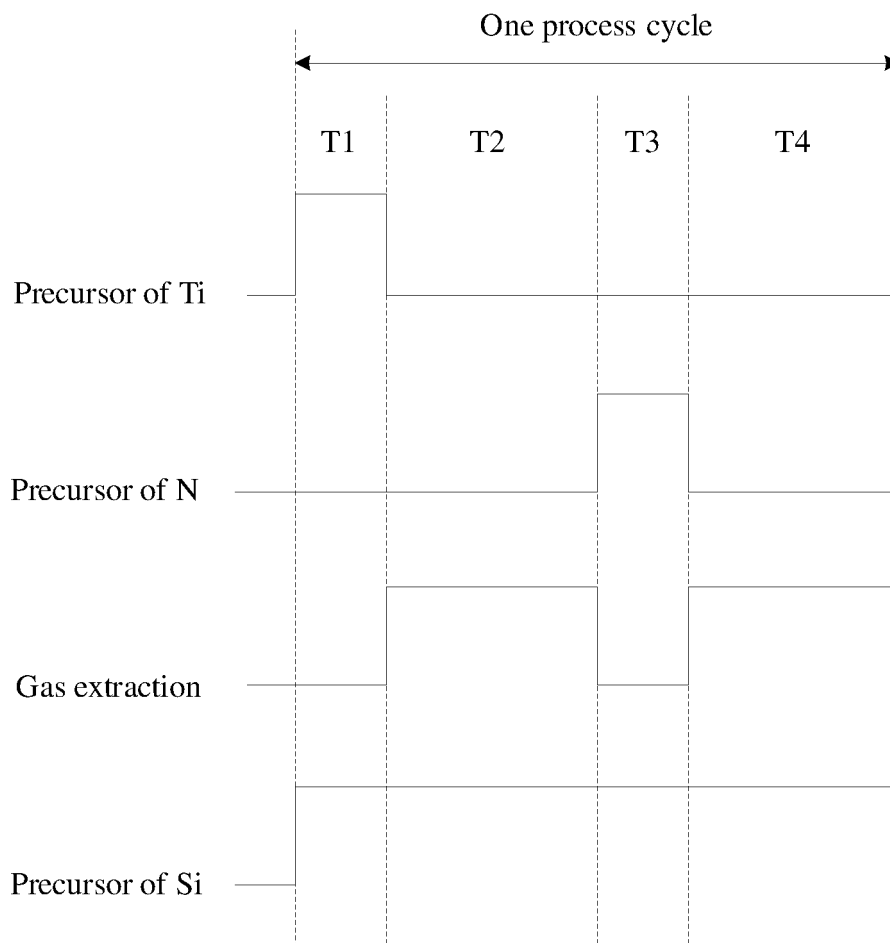 One process cycle
T1 T2 T3 T4
Precursor of Ti
Precursor of N
Gas extraction
Precursor of Si